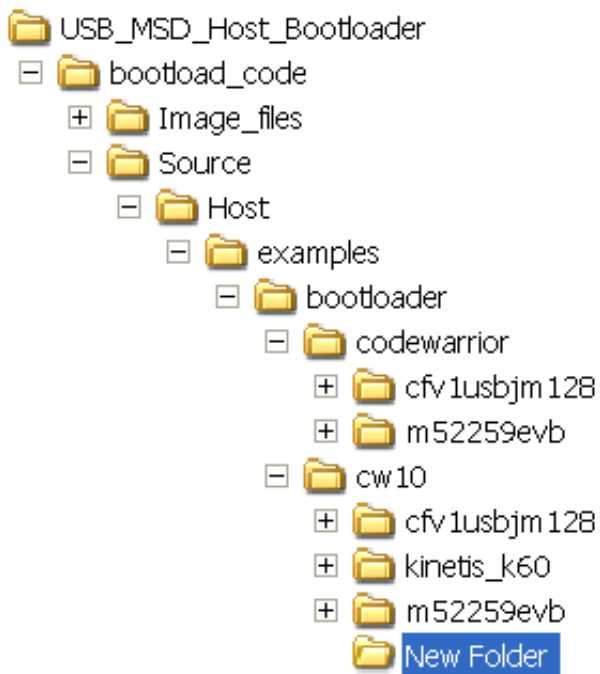 USB_MSD_Host_Bootloader
bootload_code
Image_files
Source
Host
examples
bootloader
codewarrior
cfv1usbjm128
m52259evb
cw10
cfv1usbjm128
kinetis_k60
m52259evb
New Folder